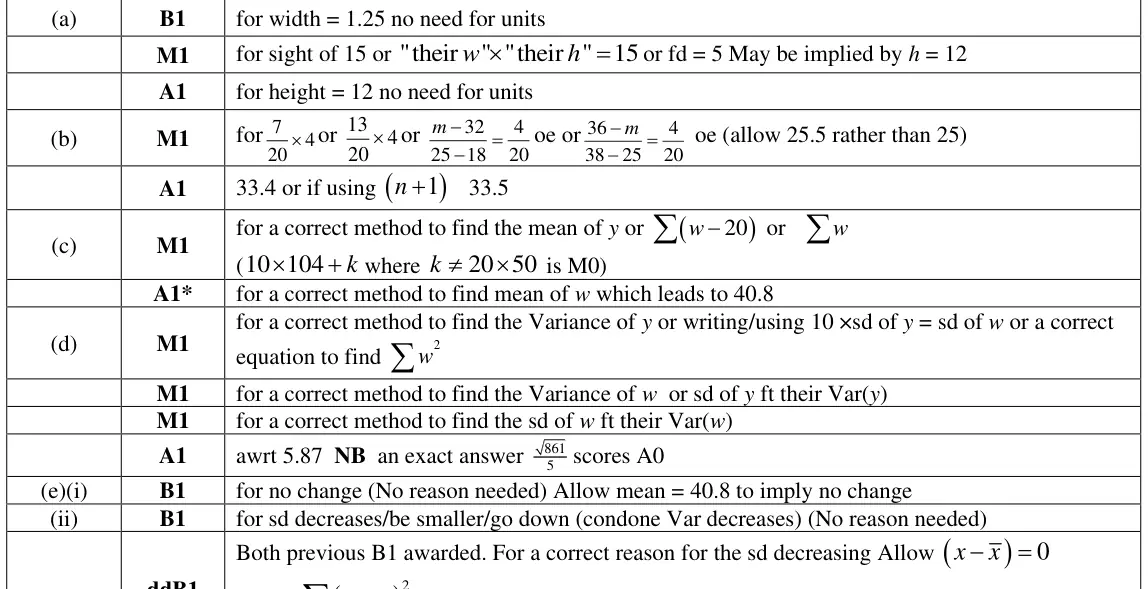 (a) B1 for width = 1.25 no need for units
M1 for sight of 15 or "their w"×"their h" = 15 or fd = 5 May be implied by h = 12
A1 for height = 12 no need for units
(b) M1 for 7/20 × 4 or 13/20 × 4 or (m − 32)/(25 − 18) = 4/20 oe or (36 − m)/(38 − 25) = 4/20 oe (allow 25.5 rather than 25)
A1 33.4 or if using (n + 1) 33.5
(c) M1 for a correct method to find the mean of y or ∑(w − 20) or ∑w
(10×104 + k where k ≠ 20×50 is M0)
A1* for a correct method to find mean of w which leads to 40.8
(d) M1 for a correct method to find the Variance of y or writing/using 10 ×sd of y = sd of w or a correct
equation to find ∑w²
M1 for a correct method to find the Variance of w or sd of y ft their Var(y)
M1 for a correct method to find the sd of w ft their Var(w)
A1 awrt 5.87 NB an exact answer √861/5 scores A0
(e)(i) B1 for no change (No reason needed) Allow mean = 40.8 to imply no change
(ii) B1 for sd decreases/be smaller/go down (condone Var decreases) (No reason needed)
Both previous B1 awarded. For a correct reason for the sd decreasing Allow (x − x̄) = 0
ddB1